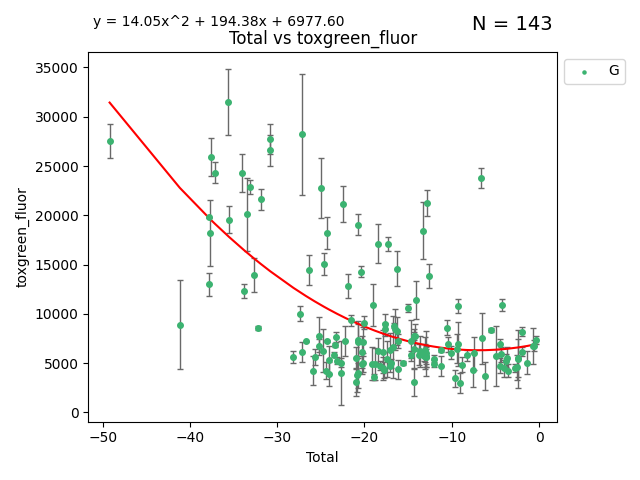 y = 14.05x^2 + 194.38x + 6977.60
N = 143
Total vs toxgreen_fluor
G
35000
30000
25000
20000
15000
10000
5000
0
toxgreen_fluor
−50 −40 −30 −20 −10 0
Total